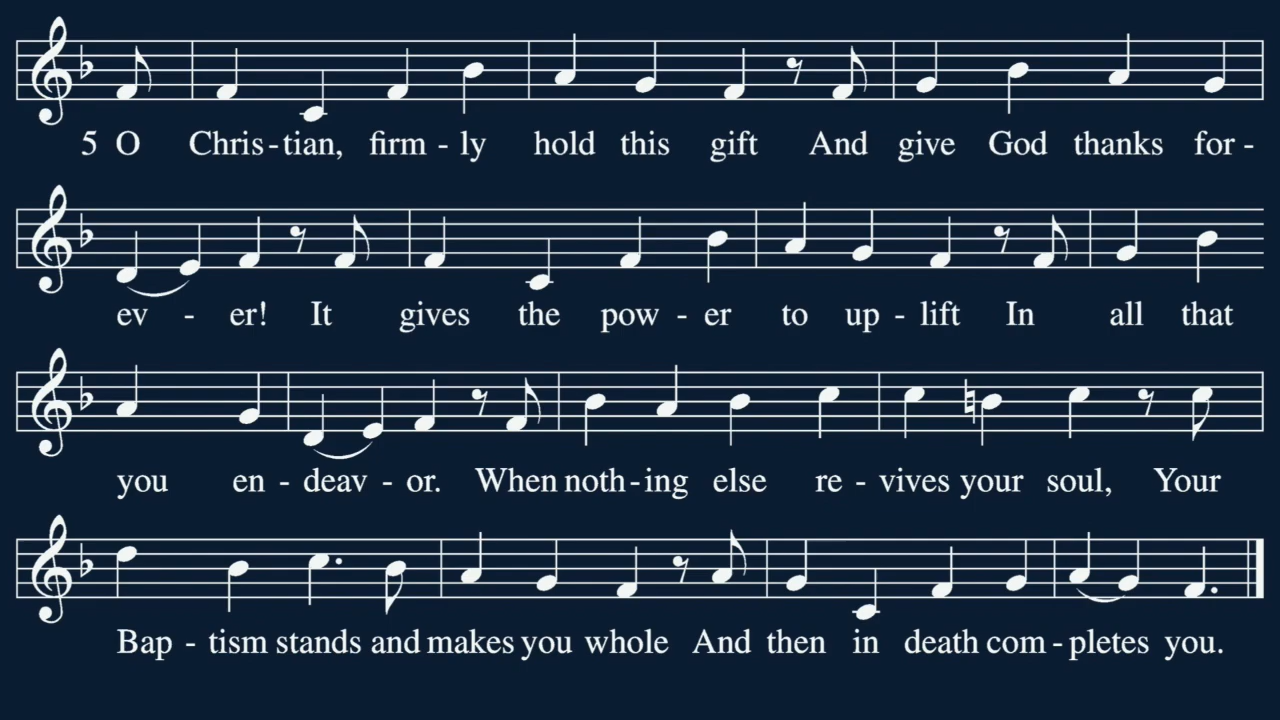 5 O Chris-tian, firm - ly hold this gift And give God thanks for -
ev - er! It gives the pow - er to up - lift In all that
you en - deav - or. When noth-ing else re - vives your soul, Your
Bap - tism stands and makes you whole And then in death com - pletes you.